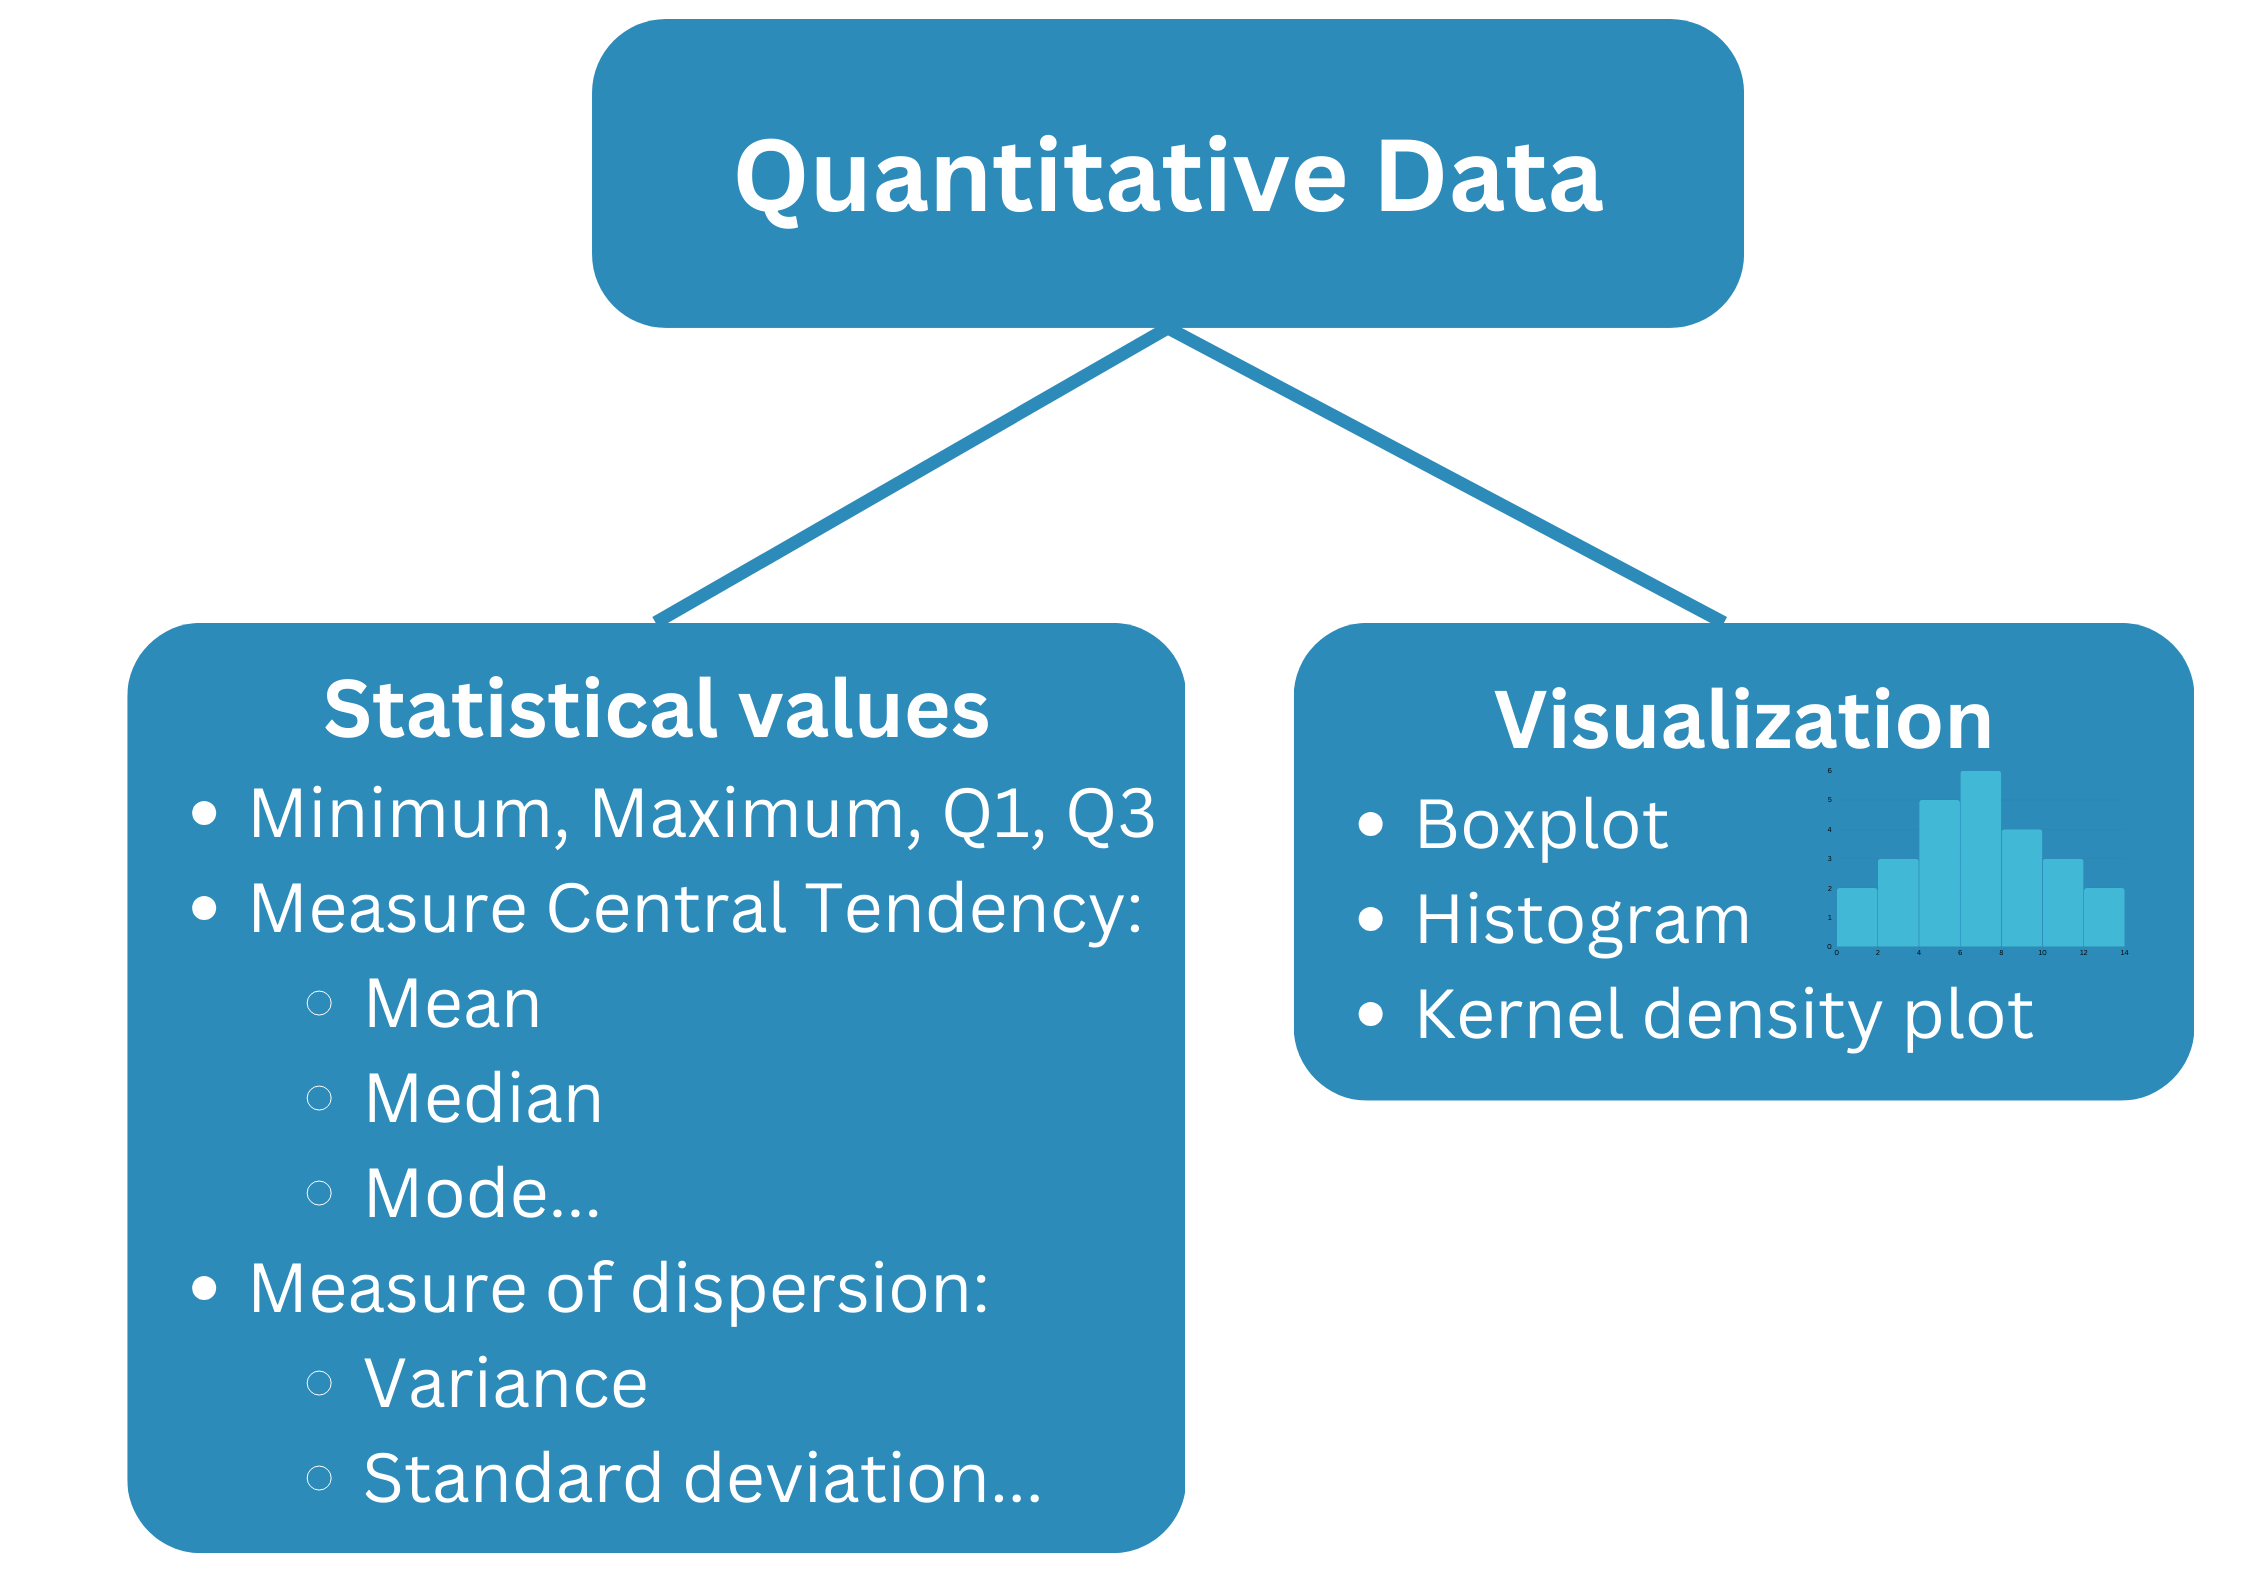 Quantitative Data
Statistical values
• Minimum, Maximum, Q1, Q3
• Measure Central Tendency:
◦ Mean
◦ Median
◦ Mode...
• Measure of dispersion:
◦ Variance
◦ Standard deviation...
Visualization
• Boxplot
• Histogram
• Kernel density plot
6
5
4
3
2
1
0
0 2 4 6 8 10 12 14